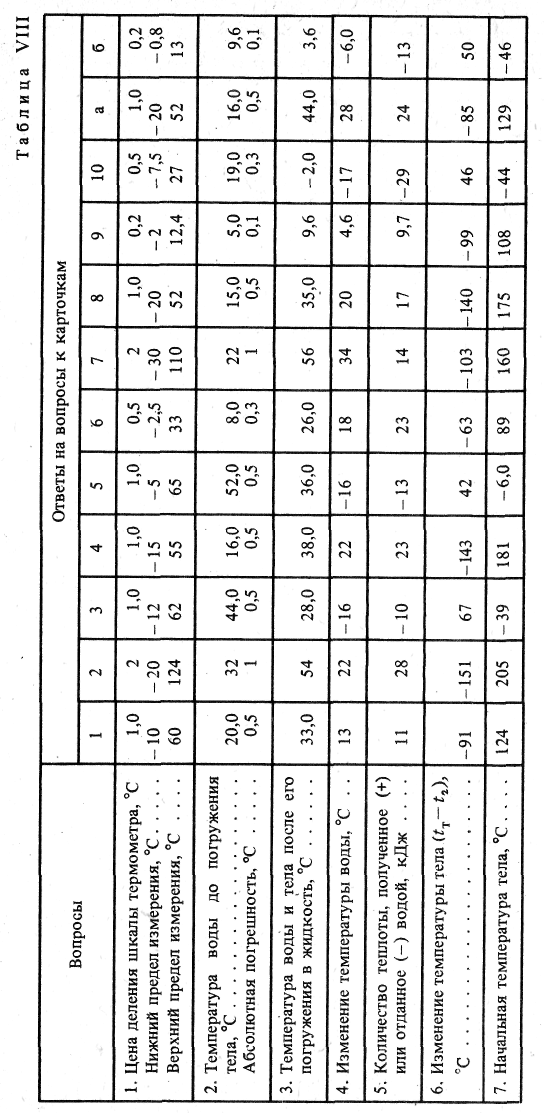 Таблица VIII
Вопросы
Ответы на вопросы к карточкам
1 2 3 4 5 6 7 8 9 10 а б
1. Цена деления шкалы термометра, °С 1,0 2 1,0 1,0 1,0 0,5 2 1,0 0,2 0,5 1,0 0,2
Нижний предел измерения, °С . . . . . . −10 −20 −12 −15 −5 −2,5 −30 −20 −2 −7,5 −20 −0,8
Верхний предел измерения, °С . . . . . 60 124 62 55 65 33 110 52 12,4 27 52 13
2. Температура воды до погружения
тела, °С . . . . . . . . . . . . . . . . . . . . 20,0 32 44,0 16,0 52,0 8,0 22 15,0 5,0 19,0 16,0 9,6
Абсолютная погрешность, °С . . . . . . 0,5 1 0,5 0,5 0,5 0,3 1 0,5 0,1 0,3 0,5 0,1
3. Температура воды и тела после его
погружения в жидкость, °С . . . . . . . 33,0 54 28,0 38,0 36,0 26,0 56 35,0 9,6 −2,0 44,0 3,6
4. Изменение температуры воды, °С . . . 13 22 −16 22 −16 18 34 20 4,6 −17 28 −6,0
5. Количество теплоты, полученное (+)
или отданное (−) водой, кДж . . . . 11 28 −10 23 −13 23 14 17 9,7 −29 24 −13
6. Изменение температуры тела (tт − t2),
°С . . . . . . . . . . . . . . . . . . . . . . . −91 −151 67 −143 42 −63 −103 −140 −99 46 −85 50
7. Начальная температура тела, °С . . . . . 124 205 −39 181 −6,0 89 160 175 108 −44 129 −46